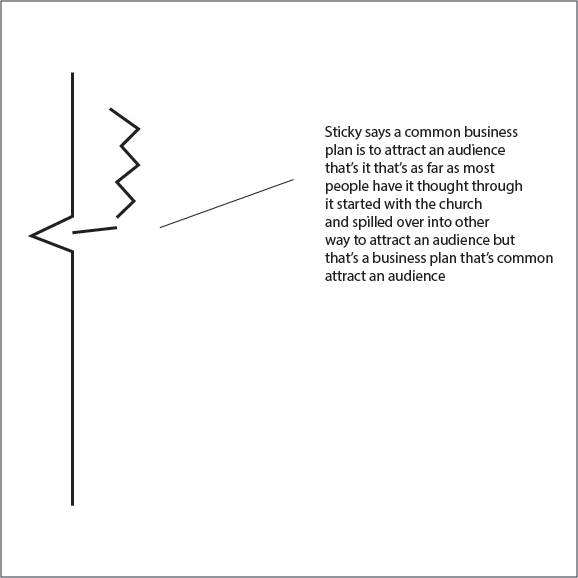 Sticky says a common business
plan is to attract an audience
that's it that's as far as most
people have it thought through
it started with the church
and spilled over into other
way to attract an audience but
that's a business plan that's common
attract an audience